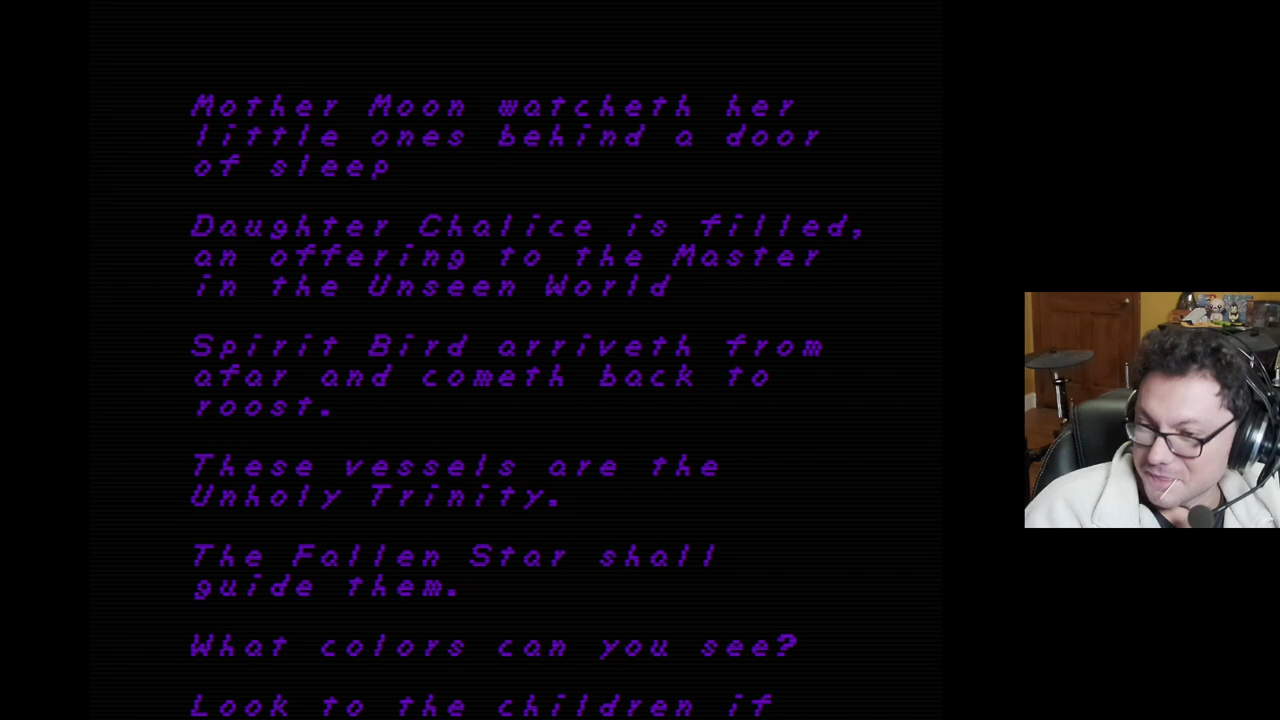 Mother Moon watcheth her
little ones behind a door
of sleep
Daughter Chalice is filled,
an offering to the Master
in the Unseen World
Spirit Bird arriveth from
afar and cometh back to
roost.
These vessels are the
Unholy Trinity.
The Fallen Star shall
guide them.
What colors can you see?
Look to the children if